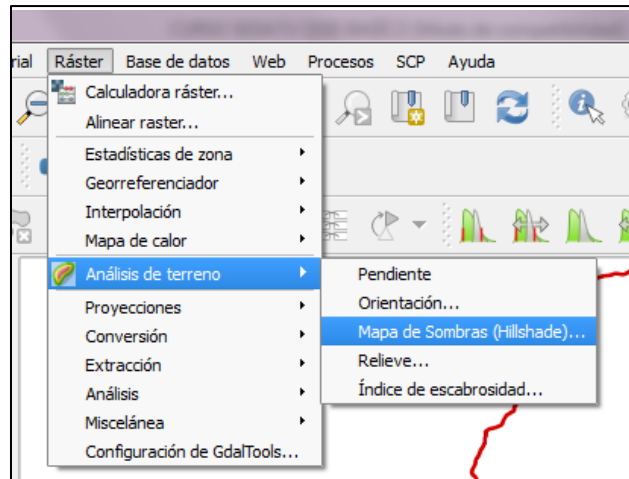 rial Ráster Base de datos Web Procesos SCP Ayuda
Calculadora ráster...
Alinear raster...
Estadísticas de zona
Georreferenciador
Interpolación
Mapa de calor
Análisis de terreno
Pendiente
Proyecciones
Orientación...
Conversión
Mapa de Sombras (Hillshade)...
Extracción
Relieve...
Análisis
Índice de escabrosidad...
Miscelánea
Configuración de GdalTools...